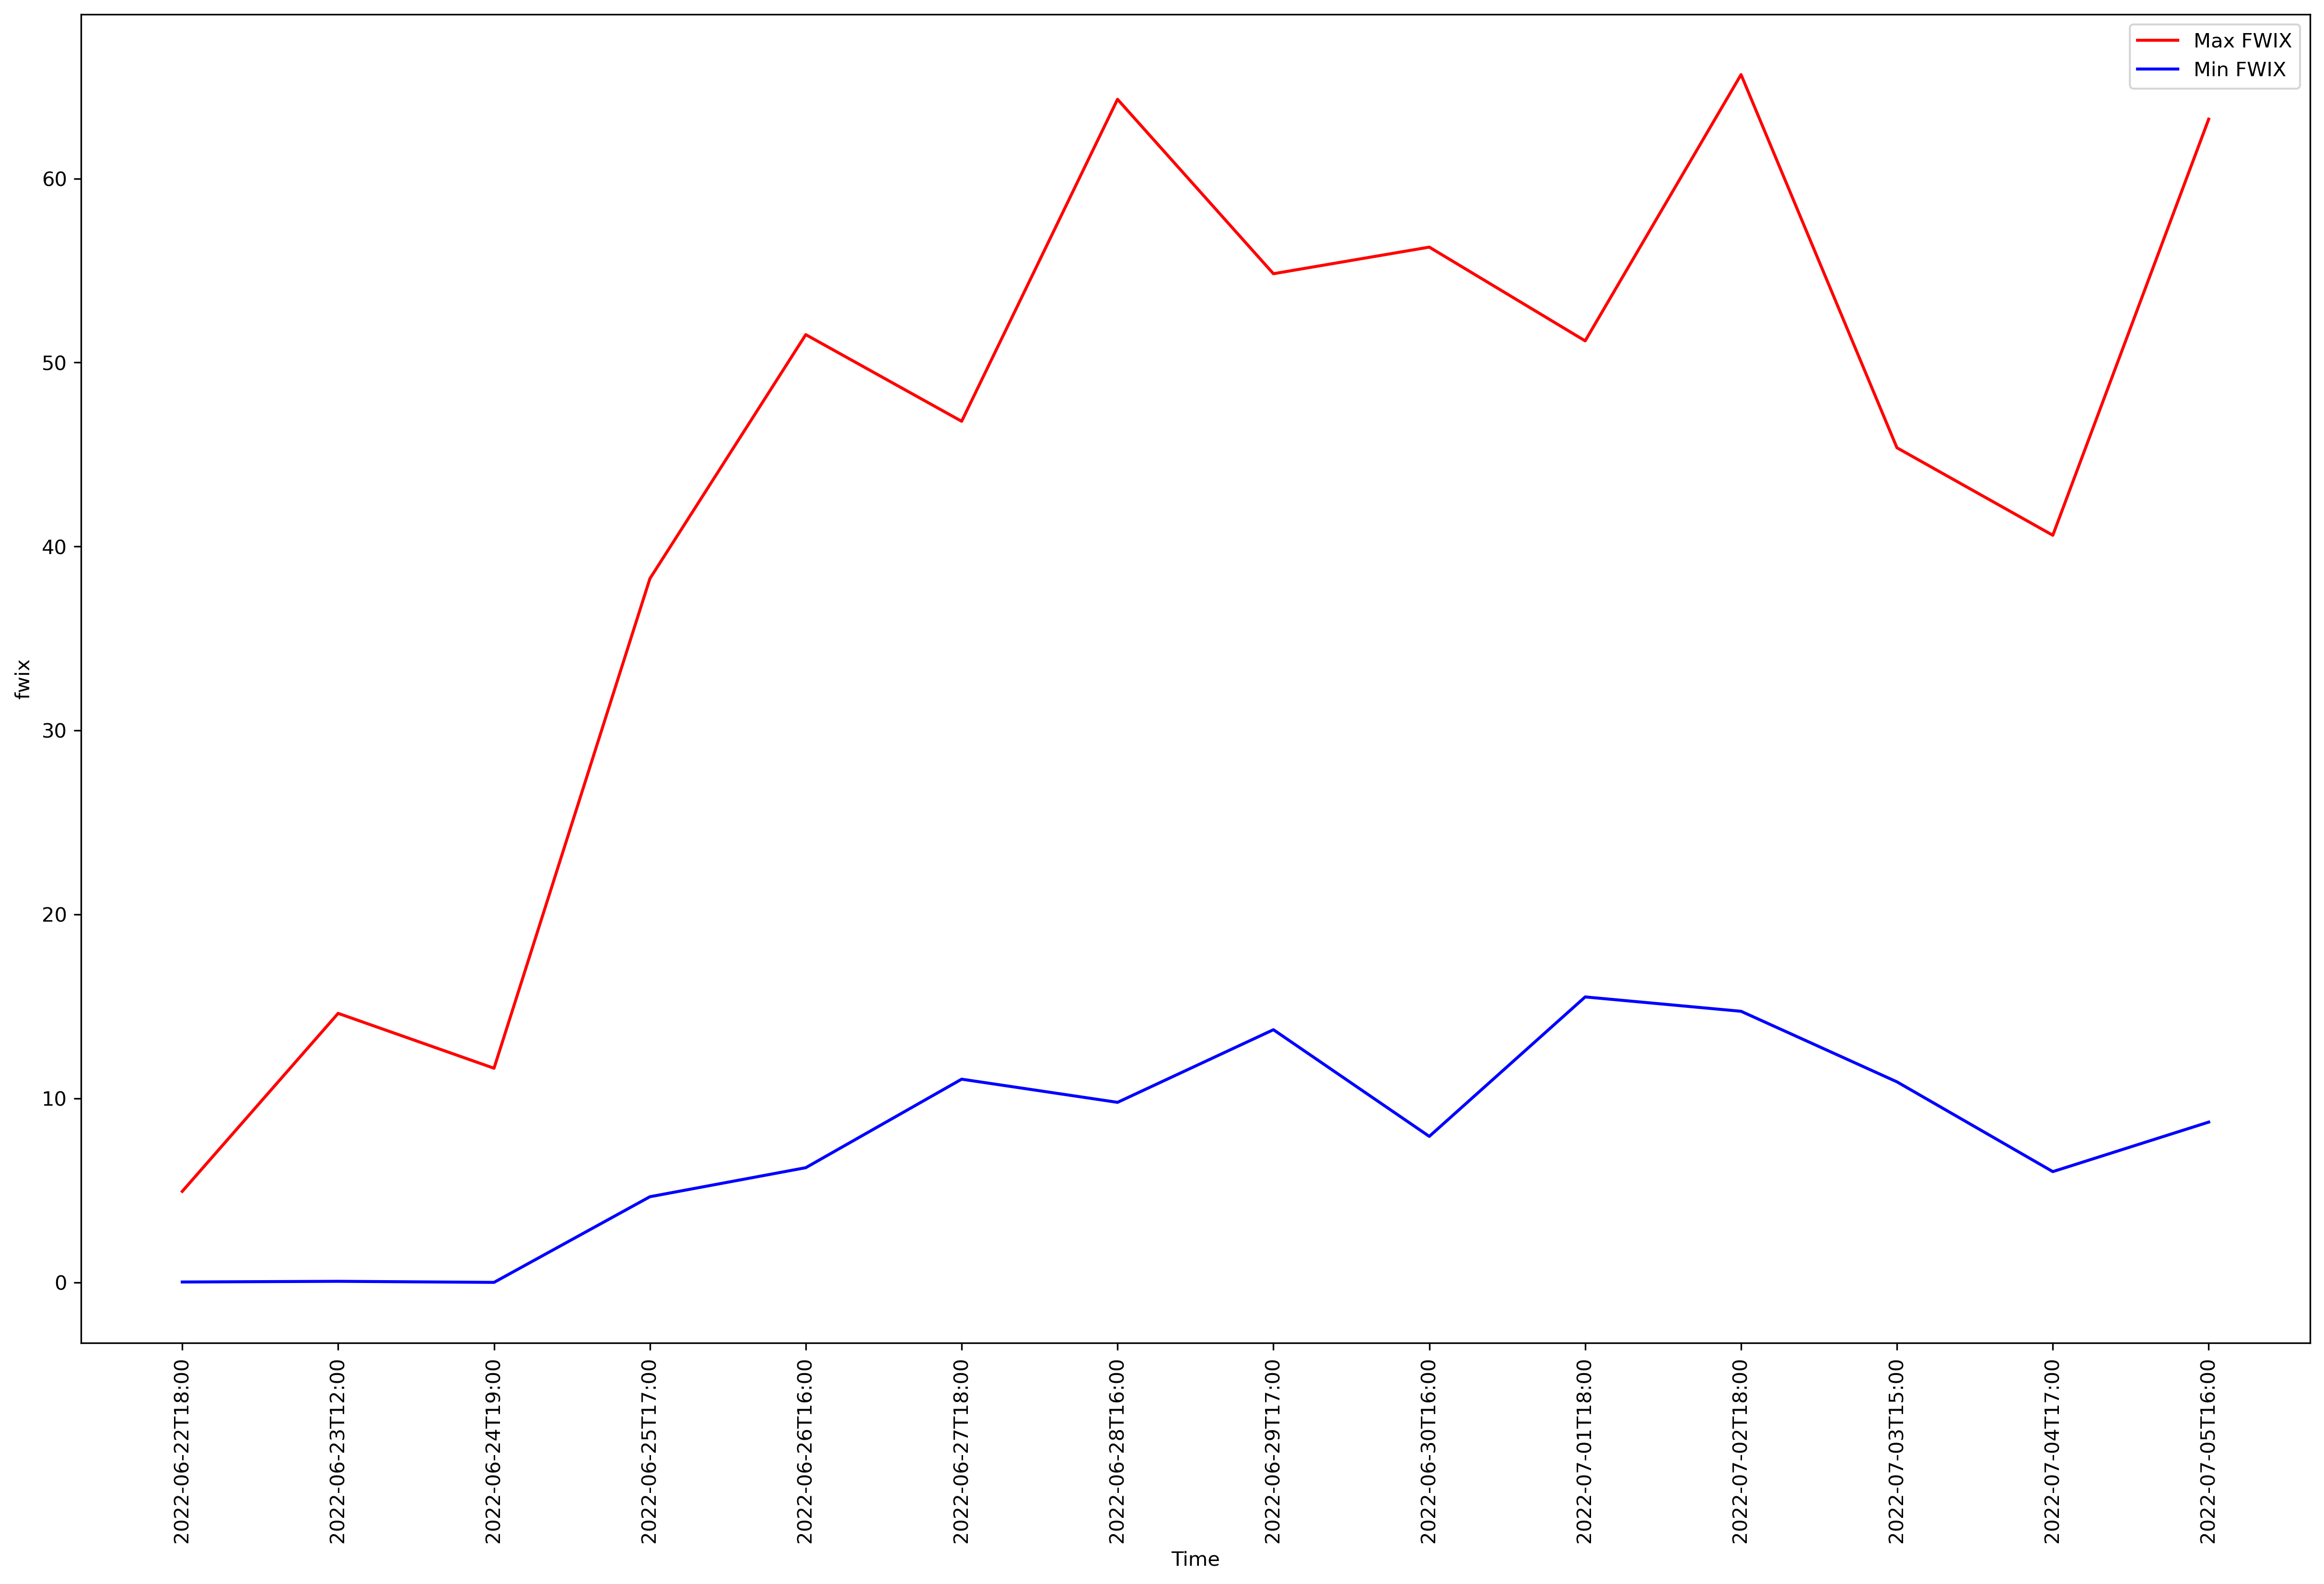 Max FWIX
Min FWIX
60
50
40
30
20
10
0
fwix
2022-06-22T18:00
2022-06-23T12:00
2022-06-24T19:00
2022-06-25T17:00
2022-06-26T16:00
2022-06-27T18:00
2022-06-28T16:00
2022-06-29T17:00
2022-06-30T16:00
2022-07-01T18:00
2022-07-02T18:00
2022-07-03T15:00
2022-07-04T17:00
2022-07-05T16:00
Time